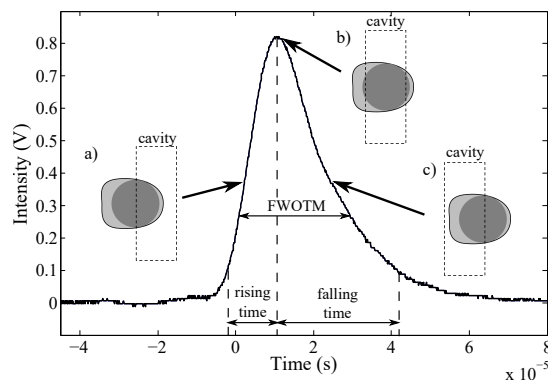 cavity
b)
0.8
0.7
0.6
cavity
a)
cavity
c)
0.5
0.4
0.3
FWOTM
0.2
0.1
rising
time
falling
time
0
Intensity (V)
−4
−2
0
2
4
6
8
Time (s)
x 10⁻⁵